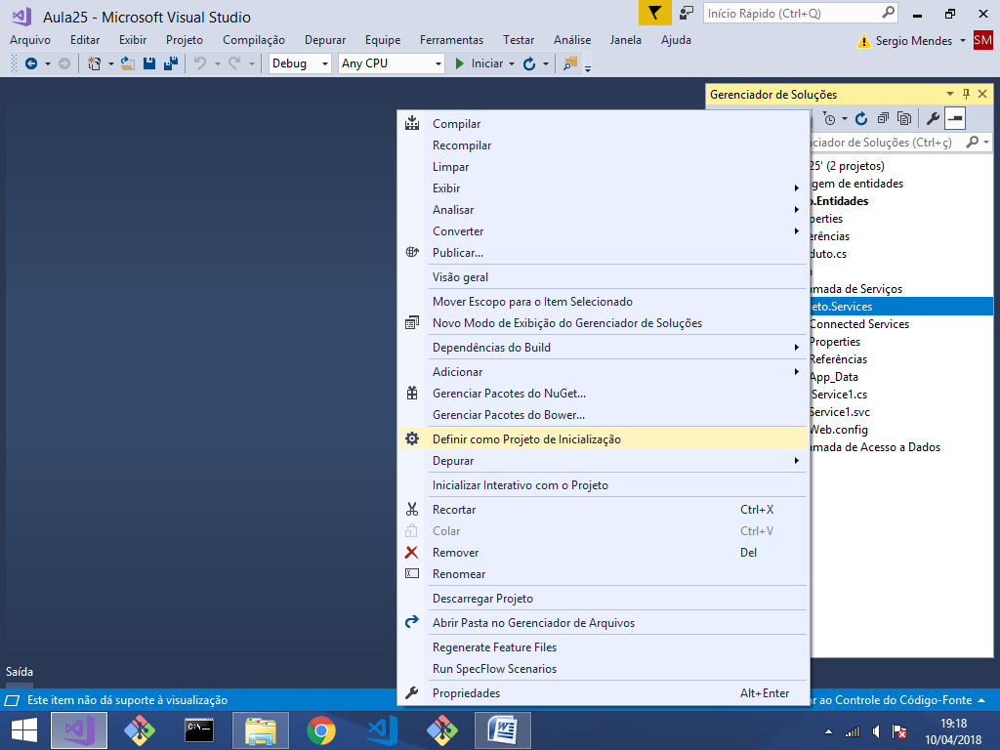 Aula25 - Microsoft Visual Studio
Início Rápido (Ctrl+Q)
Arquivo Editar Exibir Projeto Compilação Depurar Equipe Ferramentas Testar Análise Janela Ajuda
Sergio Mendes SM
Debug Any CPU Iniciar
Gerenciador de Soluções
nciador de Soluções (Ctrl+ç)
25' (2 projetos)
gem de entidades
o.Entidades
perties
erências
duto.cs
mada de Serviços
eto.Services
Connected Services
Properties
Referências
App_Data
Service1.cs
Service1.svc
Web.config
mada de Acesso a Dados
Compilar
Recompilar
Limpar
Exibir
Analisar
Converter
Publicar...
Visão geral
Mover Escopo para o Item Selecionado
Novo Modo de Exibição do Gerenciador de Soluções
Dependências do Build
Adicionar
Gerenciar Pacotes do NuGet...
Gerenciar Pacotes do Bower...
Definir como Projeto de Inicialização
Depurar
Inicializar Interativo com o Projeto
Recortar Ctrl+X
Colar Ctrl+V
Remover Del
Renomear
Descarregar Projeto
Abrir Pasta no Gerenciador de Arquivos
Regenerate Feature Files
Run SpecFlow Scenarios
Propriedades Alt+Enter
Saída
Este item não dá suporte à visualização
ar ao Controle do Código-Fonte
19:18
10/04/2018